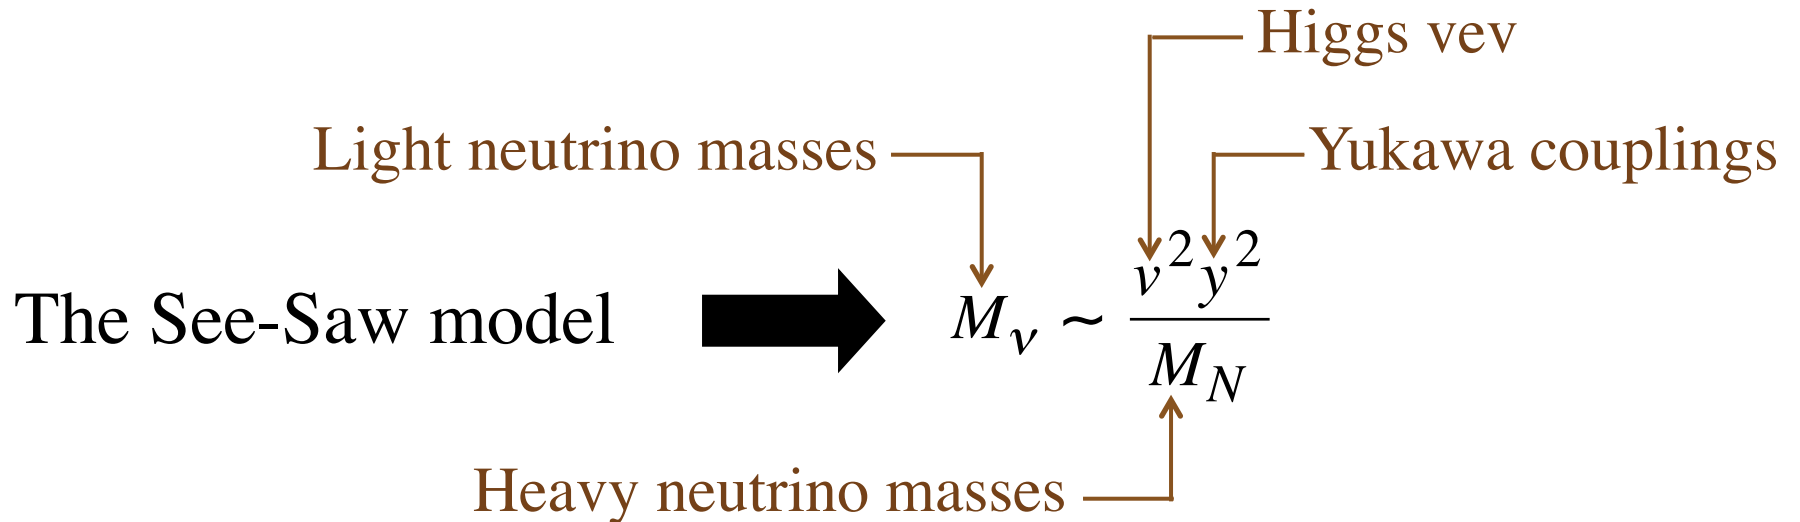 Higgs vev
Light neutrino masses
Yukawa couplings
The See-Saw model
M_ν ~ v²y² / M_N
Heavy neutrino masses